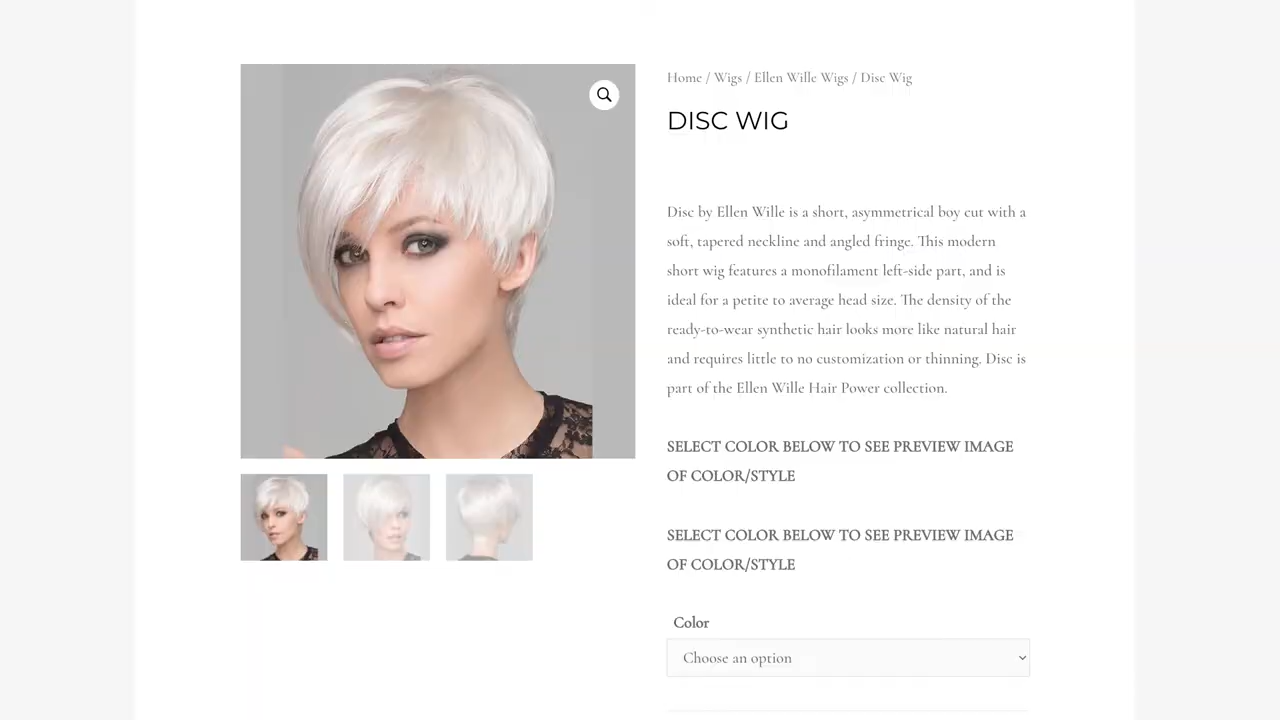 Home / Wigs / Ellen Wille Wigs / Disc Wig
DISC WIG
Disc by Ellen Wille is a short, asymmetrical boy cut with a
soft, tapered neckline and angled fringe. This modern
short wig features a monofilament left-side part, and is
ideal for a petite to average head size. The density of the
ready-to-wear synthetic hair looks more like natural hair
and requires little to no customization or thinning. Disc is
part of the Ellen Wille Hair Power collection.
SELECT COLOR BELOW TO SEE PREVIEW IMAGE
OF COLOR/STYLE
SELECT COLOR BELOW TO SEE PREVIEW IMAGE
OF COLOR/STYLE
Color
Choose an option